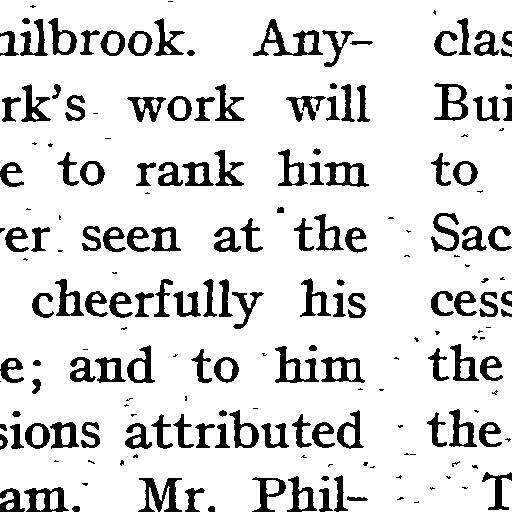 hilbrook. Any-
rk's work will
e to rank him
er seen at the
cheerfully his
e; and to him
sions attributed
am. Mr. Phil-
clas
Bui
to
Sac
cess
the
the
T